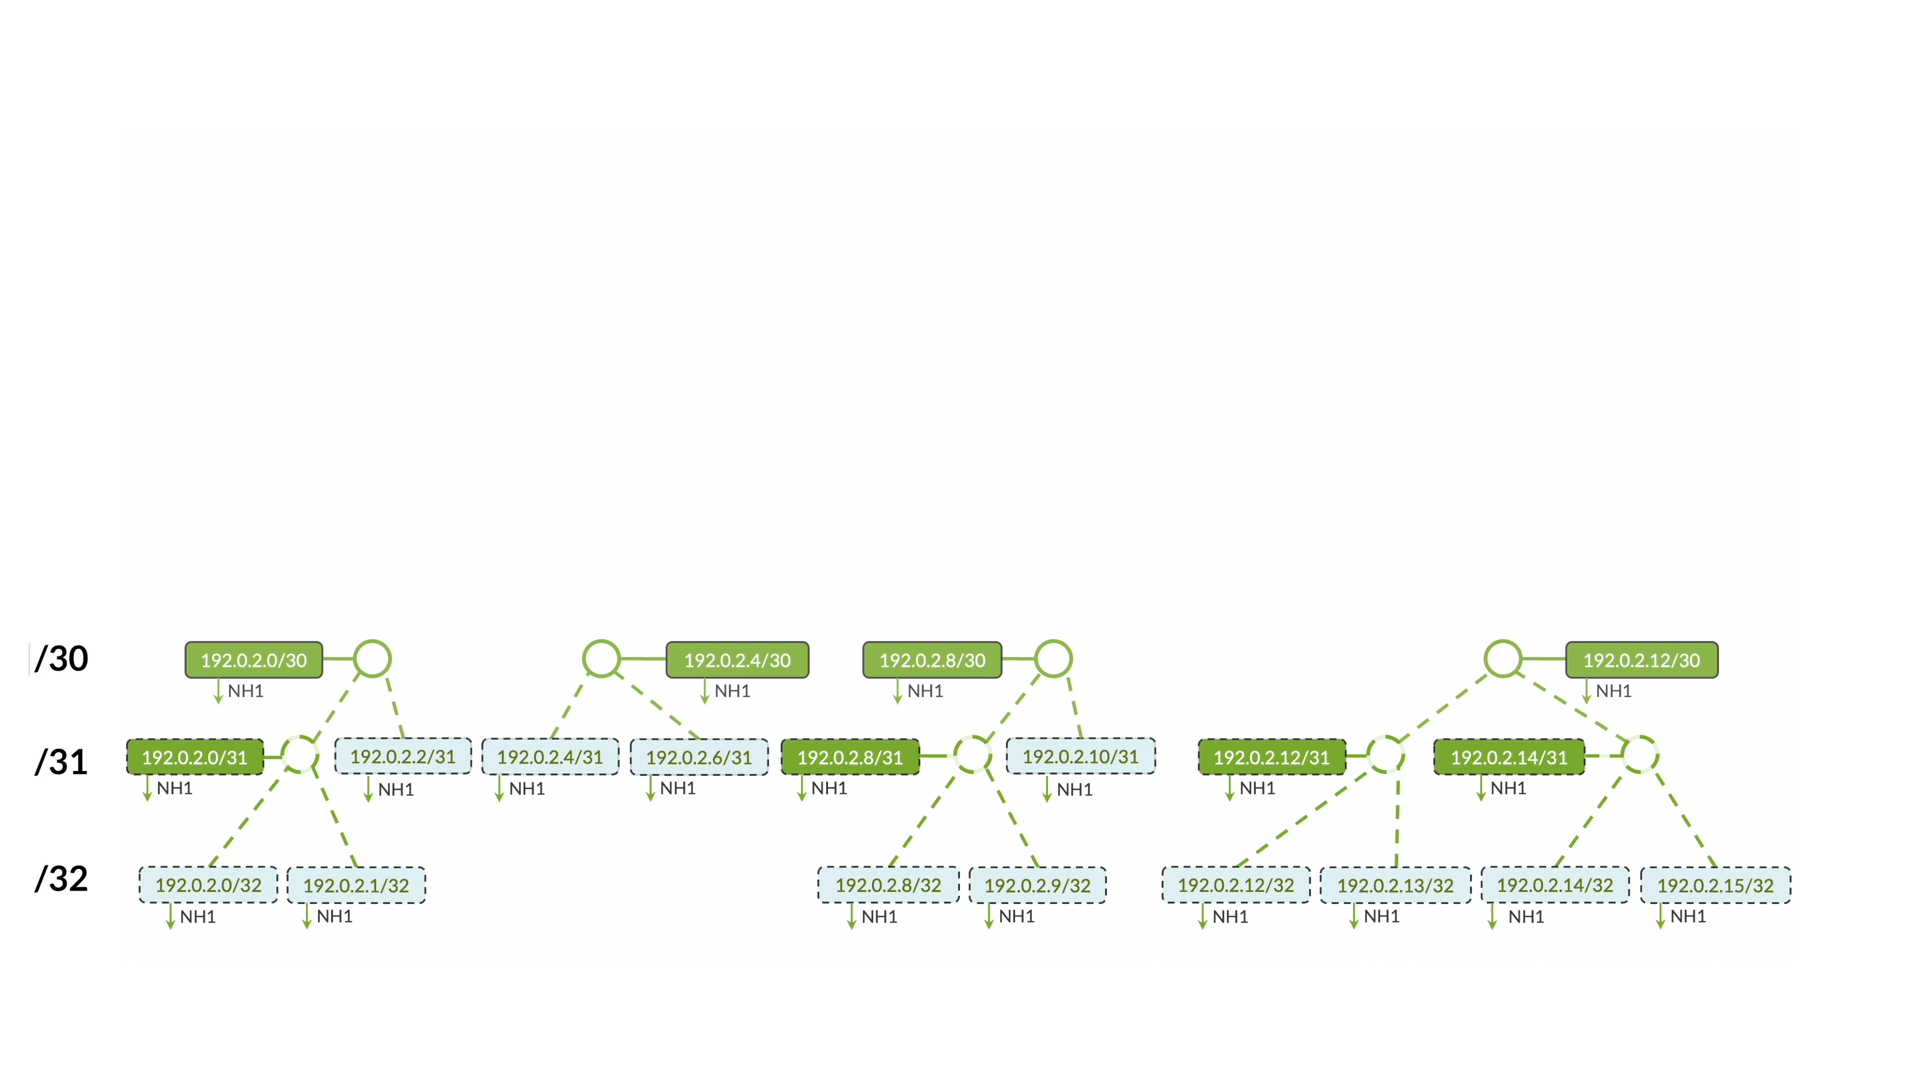 /30
192.0.2.0/30
192.0.2.4/30
192.0.2.8/30
192.0.2.12/30
NH1
NH1
NH1
NH1
/31
192.0.2.0/31
192.0.2.2/31
192.0.2.4/31
192.0.2.6/31
192.0.2.8/31
192.0.2.10/31
192.0.2.12/31
192.0.2.14/31
NH1
NH1
NH1
NH1
NH1
NH1
NH1
NH1
/32
192.0.2.0/32
192.0.2.1/32
192.0.2.8/32
192.0.2.9/32
192.0.2.12/32
192.0.2.13/32
192.0.2.14/32
192.0.2.15/32
NH1
NH1
NH1
NH1
NH1
NH1
NH1
NH1